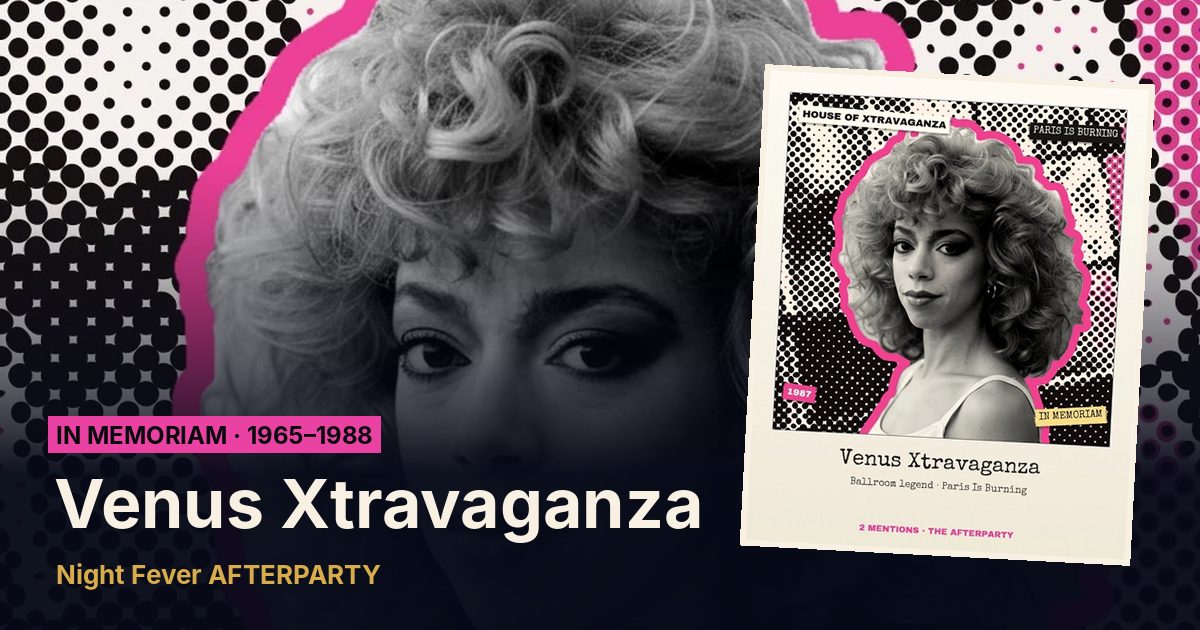 IN MEMORIAM · 1965–1988
Venus Xtravaganza
Night Fever AFTERPARTY
HOUSE OF XTRAVAGANZA
PARIS IS BURNING
1987
IN MEMORIAM
Venus Xtravaganza
Ballroom legend · Paris Is Burning
2 MENTIONS · THE AFTERPARTY